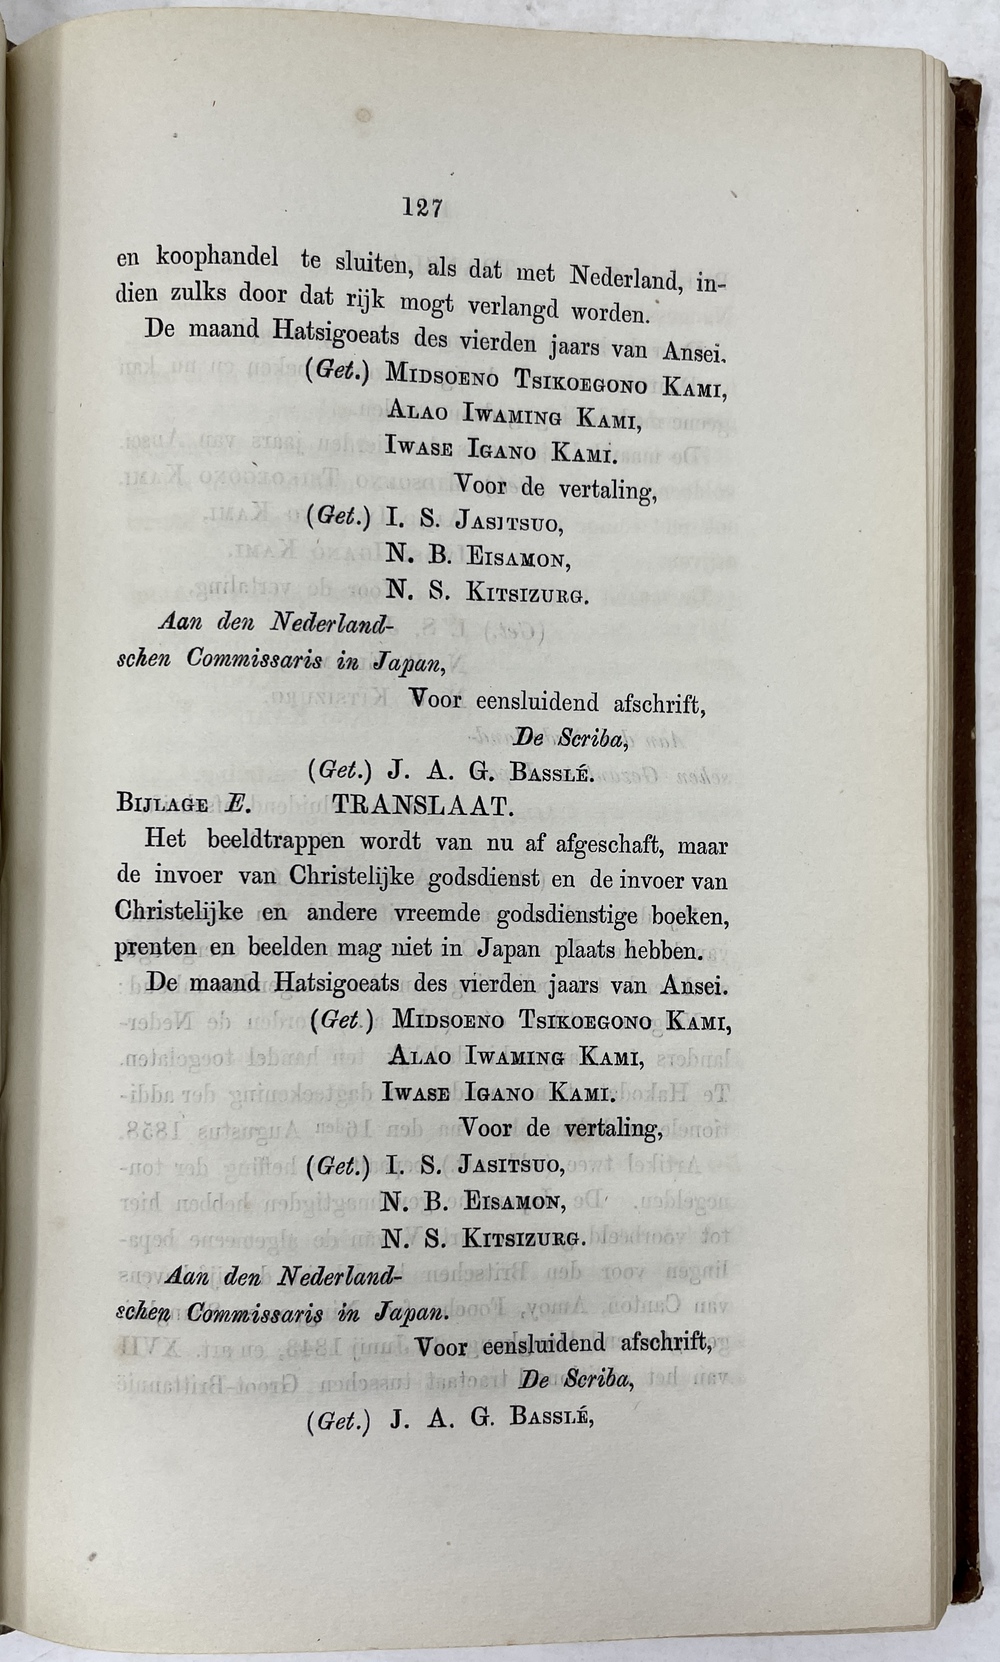 127
en koophandel te sluiten, als dat met Nederland, in-
dien zulks door dat rijk mogt verlangd worden.
De maand Hatsigoeats des vierden jaars van Ansei.
(Get.) MIDSOENO TSIKOEGONO KAMI,
ALAO IWAMING KAMI,
IWASE IGANO KAMI.
Voor de vertaling,
(Get.) I. S. JASITSUO,
N. B. EISAMON,
N. S. KITSIZURG.
Aan den Nederland-
schen Commissaris in Japan,
Voor eensluidend afschrift,
De Scriba,
(Get.) J. A. G. BASSLÉ.
BIJLAGE E. TRANSLAAT.
Het beeldtrappen wordt van nu af afgeschaft, maar
de invoer van Christelijke godsdienst en de invoer van
Christelijke en andere vreemde godsdienstige boeken,
prenten en beelden mag niet in Japan plaats hebben.
De maand Hatsigoeats des vierden jaars van Ansei.
(Get.) MIDSOENO TSIKOEGONO KAMI,
ALAO IWAMING KAMI,
IWASE IGANO KAMI.
Voor de vertaling,
(Get.) I. S. JASITSUO,
N. B. EISAMON,
N. S. KITSIZURG.
Aan den Nederland-
schen Commissaris in Japan.
Voor eensluidend afschrift,
De Scriba,
(Get.) J. A. G. BASSLÉ,